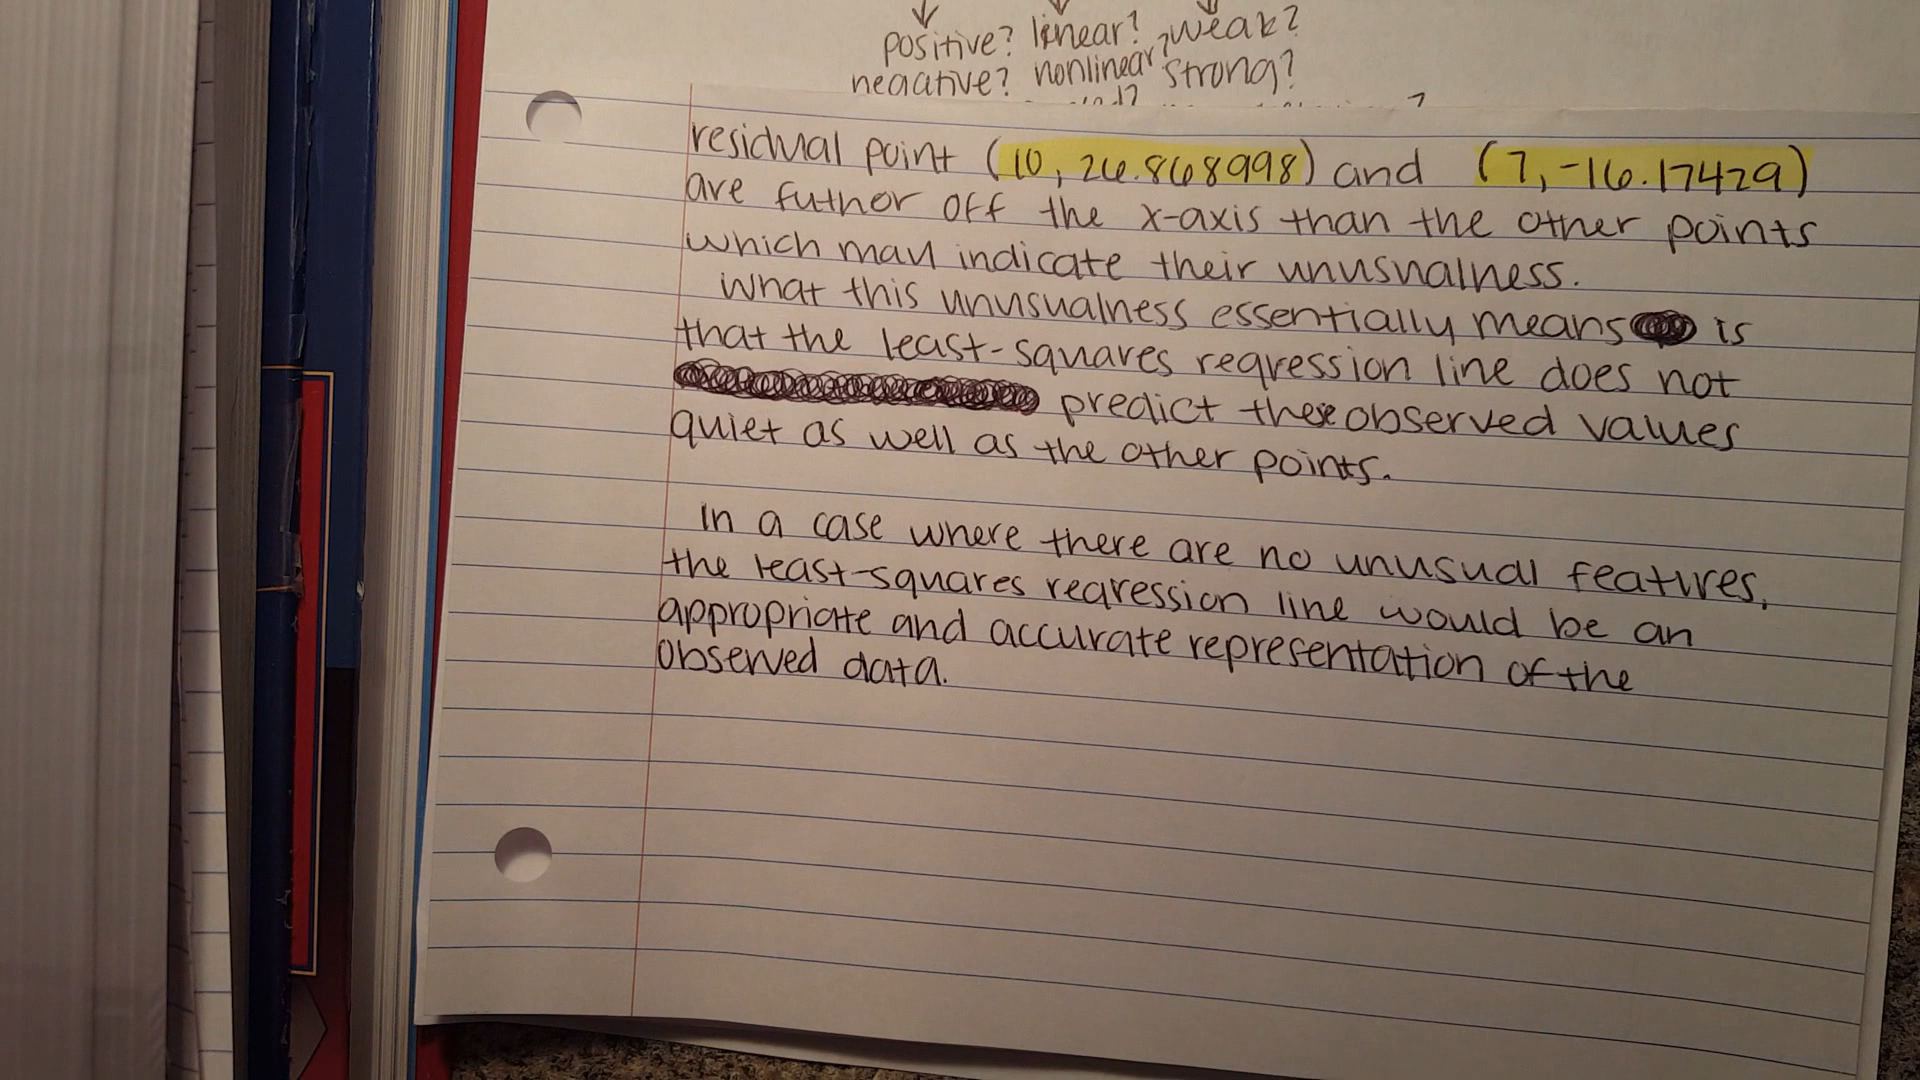 positive? linear? weak?
negative? nonlinear? strong?
residual point (10, 26.868998) and (7, -16.17429)
are futher off the x-axis than the other points
which may indicate their unusualness.
What this unusualness essentially means is
that the least-squares regression line does not
predict these observed values
quiet as well as the other points.
In a case where there are no unusual features,
the least-squares regression line would be an
appropriate and accurate representation of the
observed data.